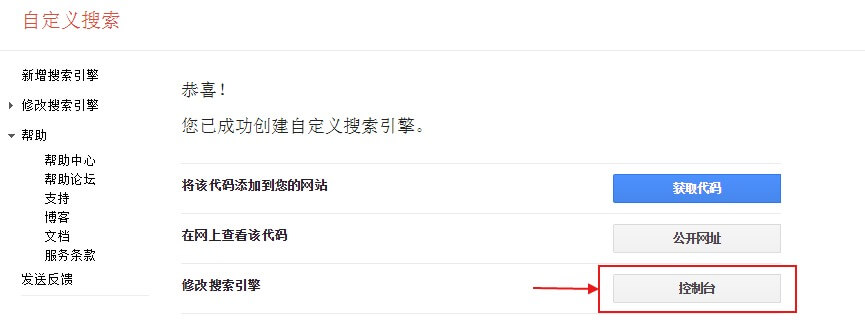 自定义搜索
新增搜索引擎
修改搜索引擎
帮助
帮助中心
帮助论坛
支持
博客
文档
服务条款
发送反馈
恭喜！
您已成功创建自定义搜索引擎。
将该代码添加到您的网站 获取代码
在网上查看该代码 公开网址
修改搜索引擎 控制台